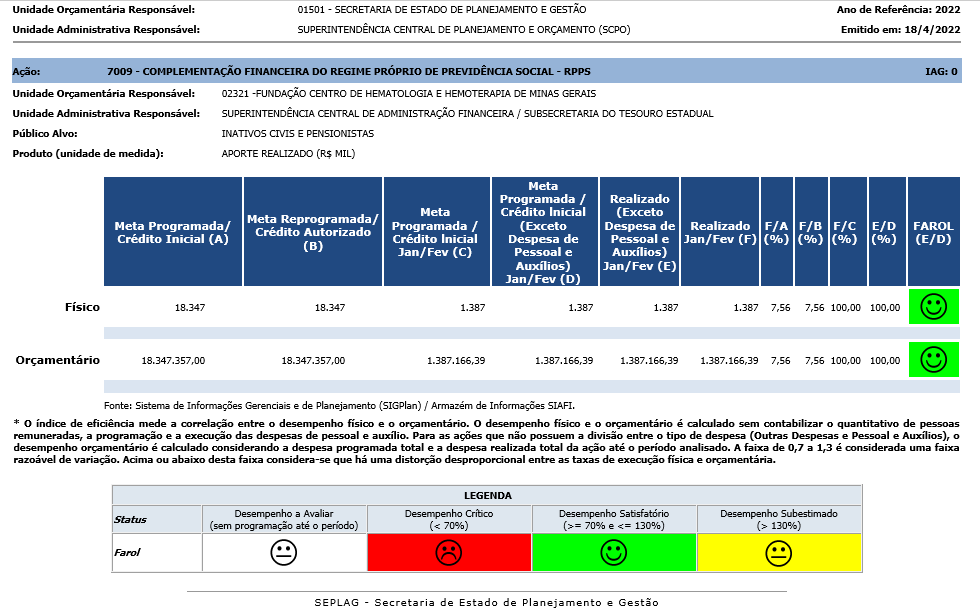 Unidade Orçamentária Responsável: 01501 - SECRETARIA DE ESTADO DE PLANEJAMENTO E GESTÃO Ano de Referência: 2022
Unidade Administrativa Responsável: SUPERINTENDÊNCIA CENTRAL DE PLANEJAMENTO E ORÇAMENTO (SCPO) Emitido em: 18/4/2022
Ação: 7009 - COMPLEMENTAÇÃO FINANCEIRA DO REGIME PRÓPRIO DE PREVIDÊNCIA SOCIAL - RPPS IAG: 0
Unidade Orçamentária Responsável: 02321 -FUNDAÇÃO CENTRO DE HEMATOLOGIA E HEMOTERAPIA DE MINAS GERAIS
Unidade Administrativa Responsável: SUPERINTENDÊNCIA CENTRAL DE ADMINISTRAÇÃO FINANCEIRA / SUBSECRETARIA DO TESOURO ESTADUAL
Público Alvo: INATIVOS CIVIS E PENSIONISTAS
Produto (unidade de medida): APORTE REALIZADO (R$ MIL)
Meta Programada/
Crédito Inicial (A)
Meta Reprogramada/
Crédito Autorizado
(B)
Meta
Programada /
Crédito Inicial
Jan/Fev (C)
Meta
Programada /
Crédito Inicial
(Exceto
Despesa de
Pessoal e
Auxílios)
Jan/Fev (D)
Realizado
(Exceto
Despesa de
Pessoal e
Auxílios)
Jan/Fev (E)
Realizado
Jan/Fev (F)
F/A
(%)
F/B
(%)
F/C
(%)
E/D
(%)
FAROL
(E/D)
Físico 18.347 18.347 1.387 1.387 1.387 1.387 7,56 7,56 100,00 100,00
Orçamentário 18.347.357,00 18.347.357,00 1.387.166,39 1.387.166,39 1.387.166,39 1.387.166,39 7,56 7,56 100,00 100,00
Fonte: Sistema de Informações Gerenciais e de Planejamento (SIGPlan) / Armazém de Informações SIAFI.
* O índice de eficiência mede a correlação entre o desempenho físico e o orçamentário. O desempenho físico e o orçamentário é calculado sem contabilizar o quantitativo de pessoas
remuneradas, a programação e a execução das despesas de pessoal e auxílio. Para as ações que não possuem a divisão entre o tipo de despesa (Outras Despesas e Pessoal e Auxílios), o
desempenho orçamentário é calculado considerando a despesa programada total e a despesa realizada total da ação até o período analisado. A faixa de 0,7 a 1,3 é considerada uma faixa
razoável de variação. Acima ou abaixo desta faixa considera-se que há uma distorção desproporcional entre as taxas de execução física e orçamentária.
LEGENDA
Status
Desempenho a Avaliar
(sem programação até o período)
Desempenho Crítico
(< 70%)
Desempenho Satisfatório
(>= 70% e <= 130%)
Desempenho Subestimado
(> 130%)
Farol
SEPLAG - Secretaria de Estado de Planejamento e Gestão